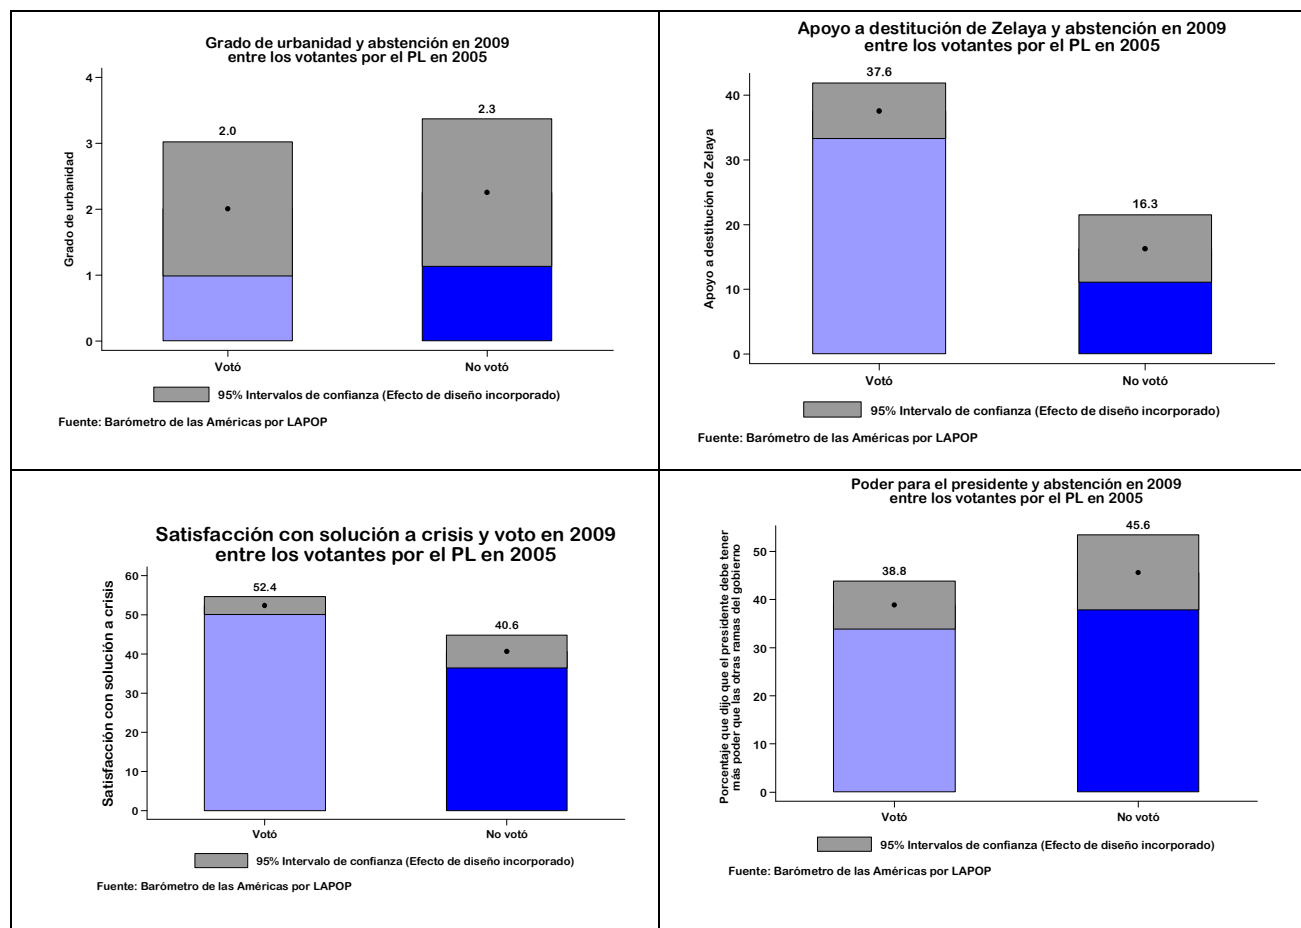 Grado de urbanidad y abstención en 2009
entre los votantes por el PL en 2005
4
3
2
1
0
Grado de urbanidad
2.0
2.3
Votó
No votó
95% Intervalos de confianza (Efecto de diseño incorporado)
Fuente: Barómetro de las Américas por LAPOP
Apoyo a destitución de Zelaya y abstención en 2009
entre los votantes por el PL en 2005
40
30
20
10
0
Apoyo a destitución de Zelaya
37.6
16.3
Votó
No votó
95% Intervalo de confianza (Efecto de diseño incorporado)
Fuente: Barómetro de las Américas por LAPOP
Satisfacción con solución a crisis y voto en 2009
entre los votantes por el PL en 2005
60
50
40
30
20
10
0
Satisfacción con solución a crisis
52.4
40.6
Votó
No votó
95% Intervalo de confianza (Efecto de diseño incorporado)
Fuente: Barómetro de las Américas por LAPOP
Poder para el presidente y abstención en 2009
entre los votantes por el PL en 2005
50
40
30
20
10
0
Porcentaje que dijo que el presidente debe tener
más poder que las otras ramas del gobierno
38.8
45.6
Votó
No votó
95% Intervalos de confianza (Efecto de diseño incorporado)
Fuente: Barómetro de las Américas por LAPOP